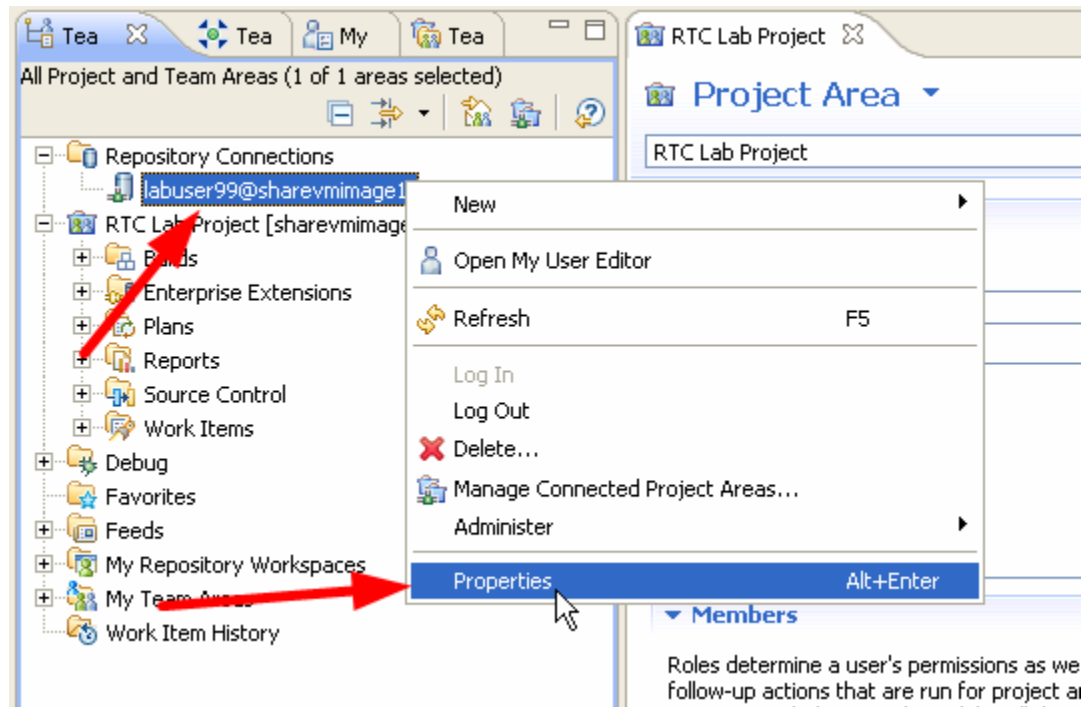 Tea
Tea
My
Tea
RTC Lab Project
All Project and Team Areas (1 of 1 areas selected)
Project Area
RTC Lab Project
Repository Connections
labuser99@sharevmimage1
RTC Lab Project [sharevmimage
Builds
Enterprise Extensions
Plans
Reports
Source Control
Work Items
Debug
Favorites
Feeds
My Repository Workspaces
My Team Areas
Work Item History
New
Open My User Editor
Refresh F5
Log In
Log Out
Delete...
Manage Connected Project Areas...
Administer
Properties Alt+Enter
Members
Roles determine a user's permissions as we
follow-up actions that are run for project a